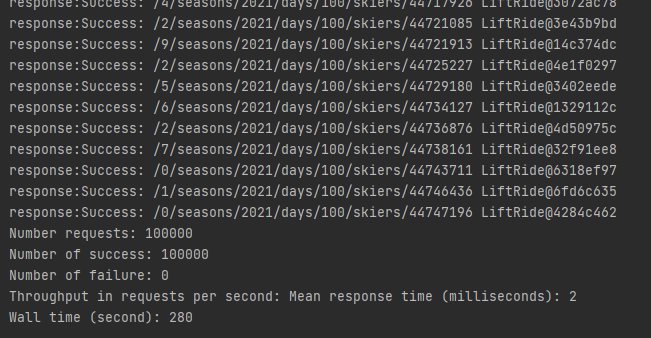 response:Success: /4/seasons/2021/days/100/skiers/44717926 LiftRide@3072ac78
response:Success: /2/seasons/2021/days/100/skiers/44721085 LiftRide@3e43b9bd
response:Success: /9/seasons/2021/days/100/skiers/44721913 LiftRide@14c374dc
response:Success: /2/seasons/2021/days/100/skiers/44725227 LiftRide@4e1f0297
response:Success: /5/seasons/2021/days/100/skiers/44729180 LiftRide@3402eede
response:Success: /6/seasons/2021/days/100/skiers/44734127 LiftRide@1329112c
response:Success: /2/seasons/2021/days/100/skiers/44736876 LiftRide@4d50975c
response:Success: /7/seasons/2021/days/100/skiers/44738161 LiftRide@32f91ee8
response:Success: /0/seasons/2021/days/100/skiers/44743711 LiftRide@6318ef97
response:Success: /1/seasons/2021/days/100/skiers/44746436 LiftRide@6fd6c635
response:Success: /0/seasons/2021/days/100/skiers/44747196 LiftRide@4284c462
Number requests: 100000
Number of success: 100000
Number of failure: 0
Throughput in requests per second: Mean response time (milliseconds): 2
Wall time (second): 280